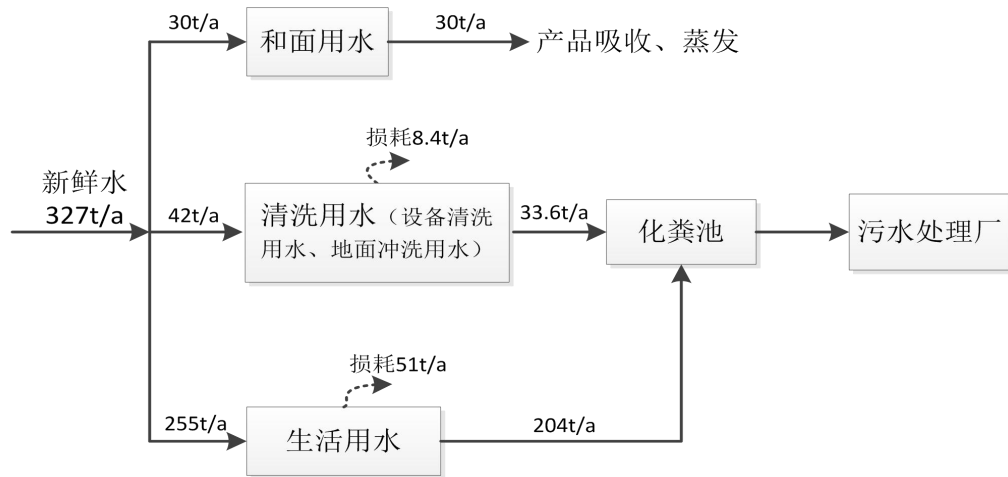 30t/a
和面用水
30t/a
产品吸收、蒸发
损耗8.4t/a
新鲜水
327t/a
42t/a
清洗用水（设备清洗
用水、地面冲洗用水）
33.6t/a
化粪池
污水处理厂
损耗51t/a
255t/a
生活用水
204t/a